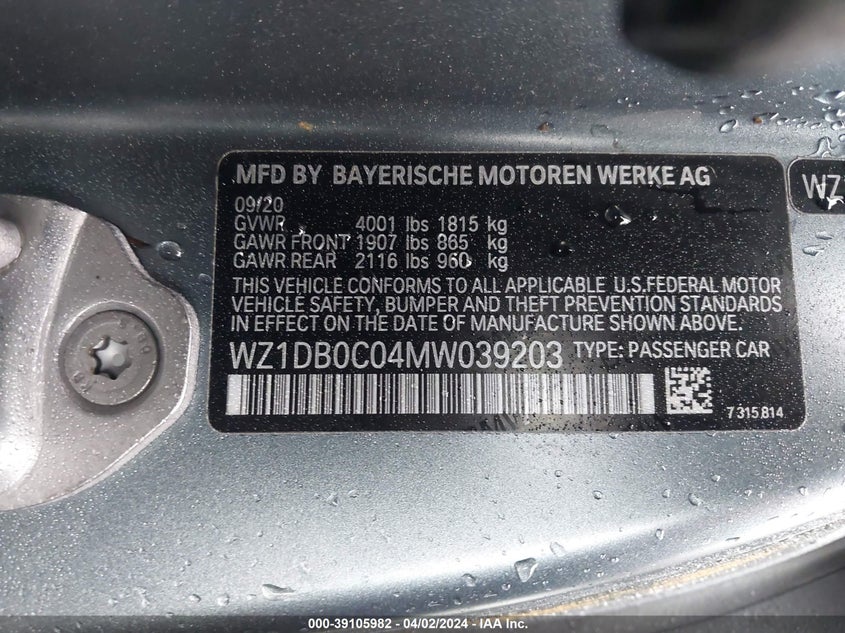 MFD BY BAYERISCHE MOTOREN WERKE AG
09/20
GVWR 4001 lbs 1815 kg
GAWR FRONT 1907 lbs 865 kg
GAWR REAR 2116 lbs 960 kg
THIS VEHICLE CONFORMS TO ALL APPLICABLE U.S.FEDERAL MOTOR
VEHICLE SAFETY, BUMPER AND THEFT PREVENTION STANDARDS
IN EFFECT ON THE DATE OF MANUFACTURE SHOWN ABOVE.
WZ1DB0C04MW039203 TYPE: PASSENGER CAR
7315814
WZ
000-39105982 - 04/02/2024 - IAA Inc.